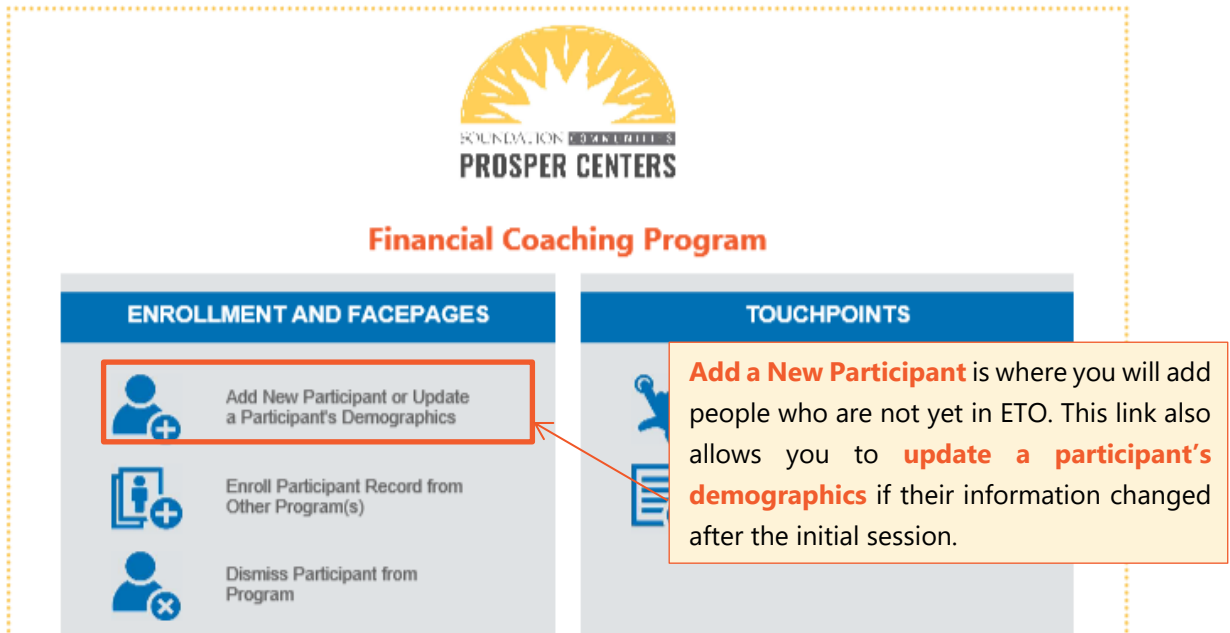 FOUNDATION COMMUNITIES
PROSPER CENTERS
Financial Coaching Program
ENROLLMENT AND FACEPAGES
Add New Participant or Update
a Participant's Demographics
Enroll Participant Record from
Other Program(s)
Dismiss Participant from
Program
TOUCHPOINTS
Add a New Participant is where you will add
people who are not yet in ETO. This link also
allows you to update a participant’s
demographics if their information changed
after the initial session.